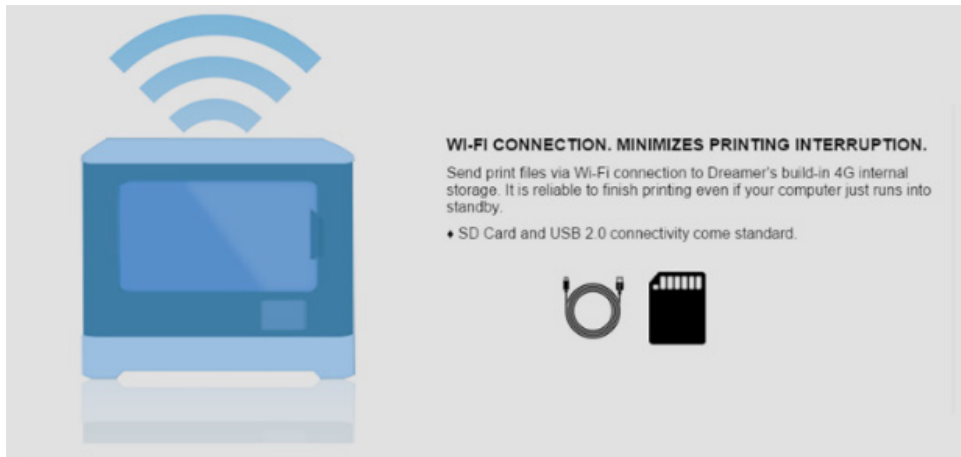 WI-FI CONNECTION. MINIMIZES PRINTING INTERRUPTION.
Send print files via Wi-Fi connection to Dreamer's build-in 4G internal
storage. It is reliable to finish printing even if your computer just runs into
standby.
♦ SD Card and USB 2.0 connectivity come standard.